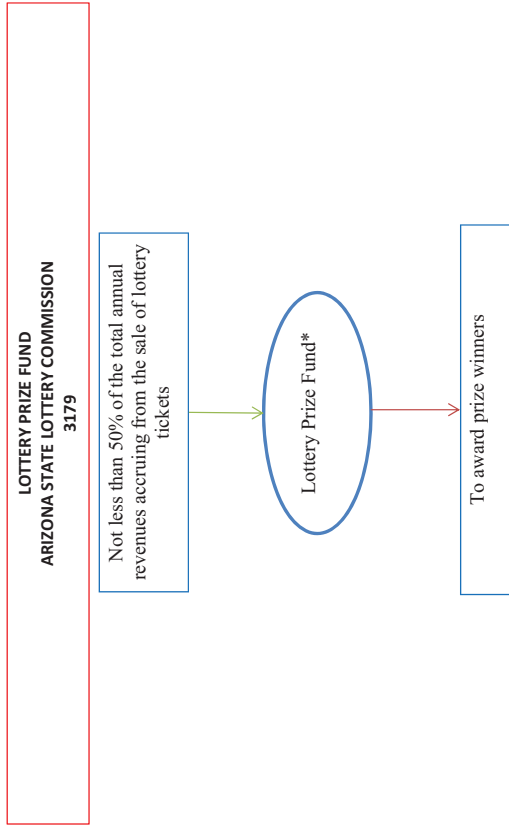 LOTTERY PRIZE FUND
ARIZONA STATE LOTTERY COMMISSION
3179
Not less than 50% of the total annual
revenues accruing from the sale of lottery
tickets
Lottery Prize Fund*
To award prize winners